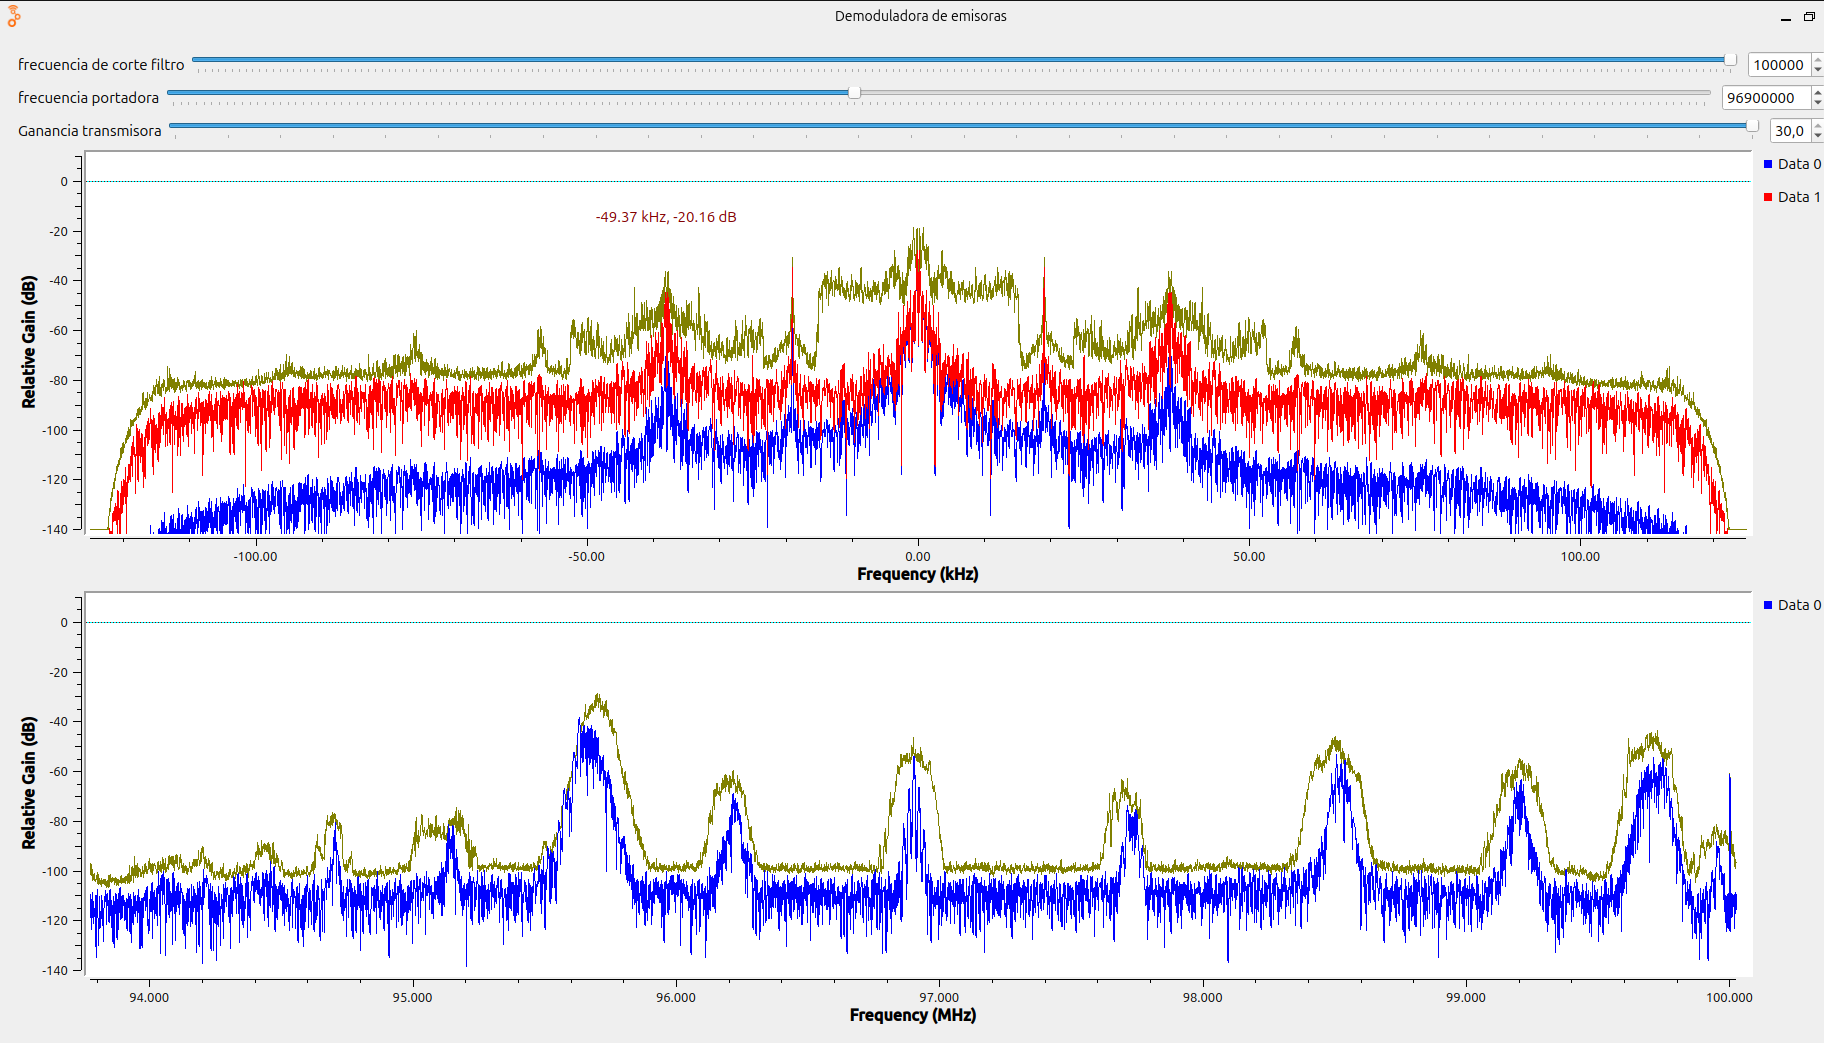 Demoduladora de emisoras
frecuencia de corte filtro 100000
frecuencia portadora 96900000
Ganancia transmisora 30,0
Data 0
Data 1
-49.37 kHz, -20.16 dB
Relative Gain (dB)
0
-20
-40
-60
-80
-100
-120
-140
-100.00 -50.00 0.00 50.00 100.00
Frequency (kHz)
Data 0
Relative Gain (dB)
0
-20
-40
-60
-80
-100
-120
-140
94.000 95.000 96.000 97.000 98.000 99.000 100.000
Frequency (MHz)